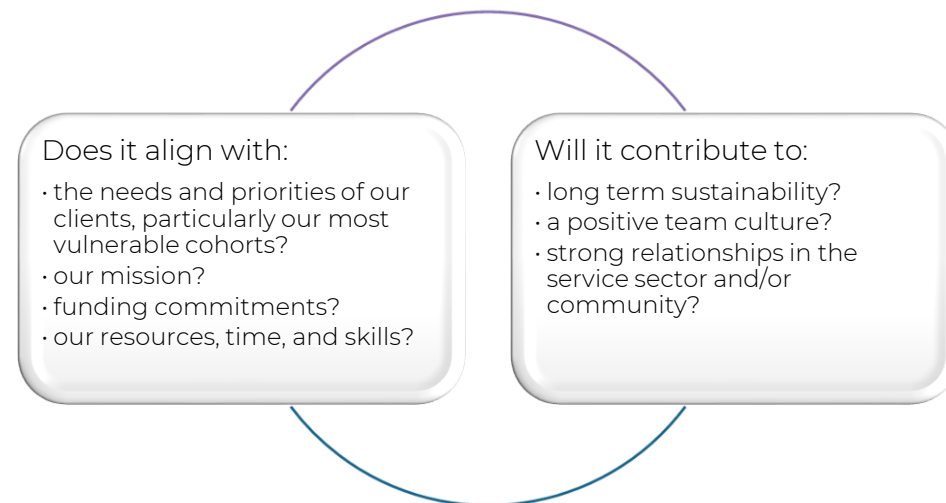 Does it align with:
· the needs and priorities of our
clients, particularly our most
vulnerable cohorts?
· our mission?
· funding commitments?
· our resources, time, and skills?
Will it contribute to:
· long term sustainability?
· a positive team culture?
· strong relationships in the
service sector and/or
community?